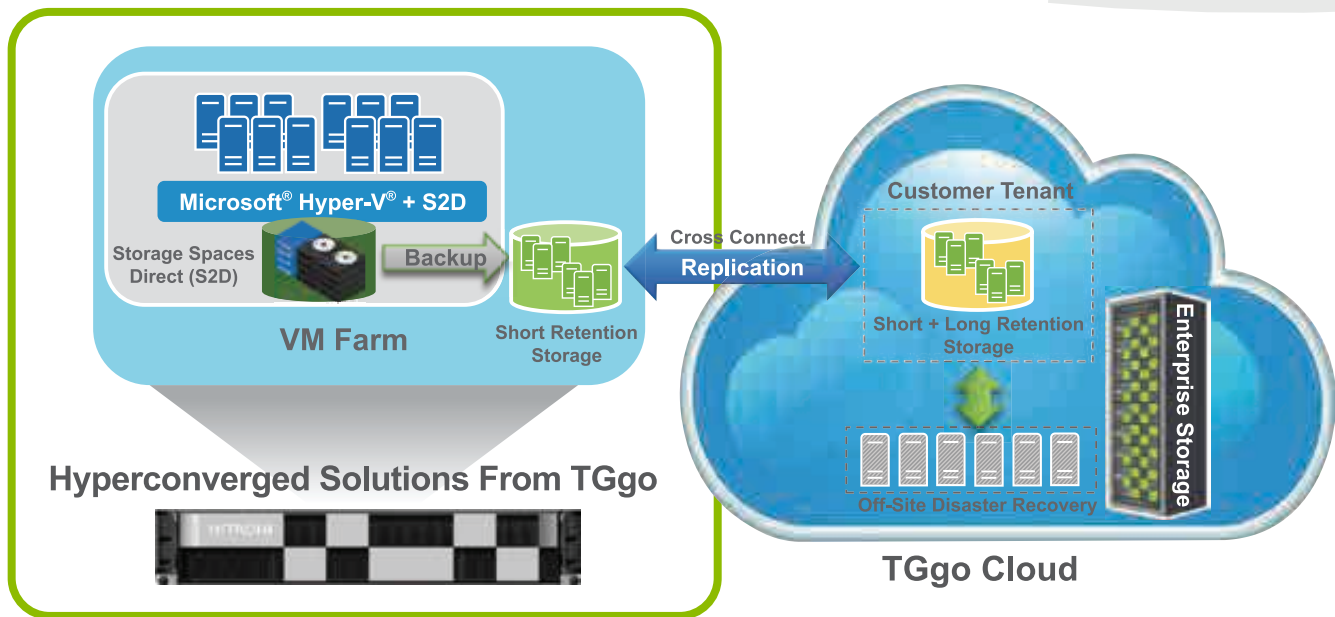 Microsoft® Hyper-V® + S2D
Storage Spaces
Direct (S2D)
Backup
VM Farm
Short Retention
Storage
Cross Connect
Replication
Customer Tenant
Short + Long Retention
Storage
Enterprise Storage
Off-Site Disaster Recovery
TGgo Cloud
Hyperconverged Solutions From TGgo
HITACHI